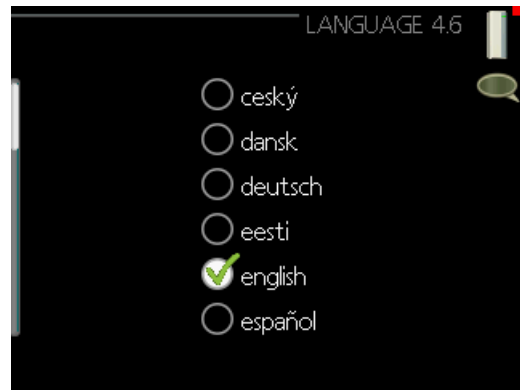 LANGUAGE 4.6
ceský
dansk
deutsch
eesti
english
español